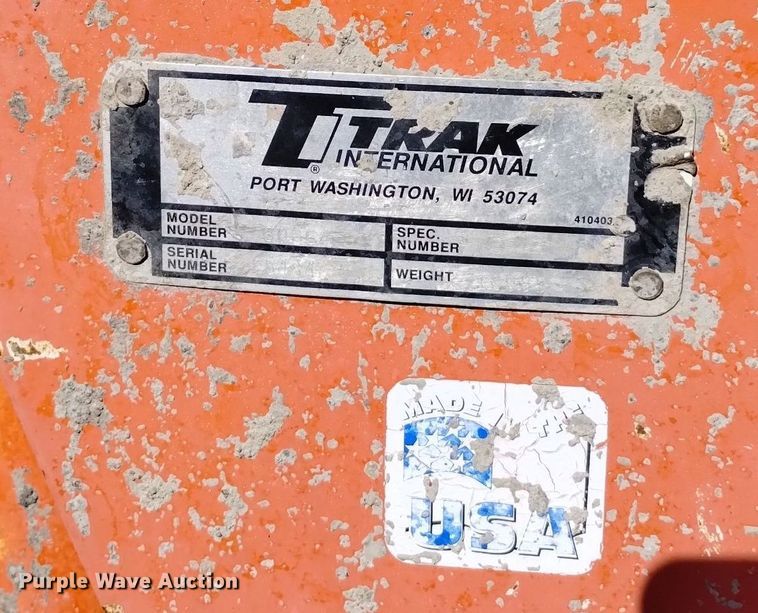 TRAK
INTERNATIONAL
®
PORT WASHINGTON, WI 53074
410403
MODEL NUMBER
SPEC. NUMBER
SERIAL NUMBER
WEIGHT
MADE IN THE
USA
Purple Wave Auction